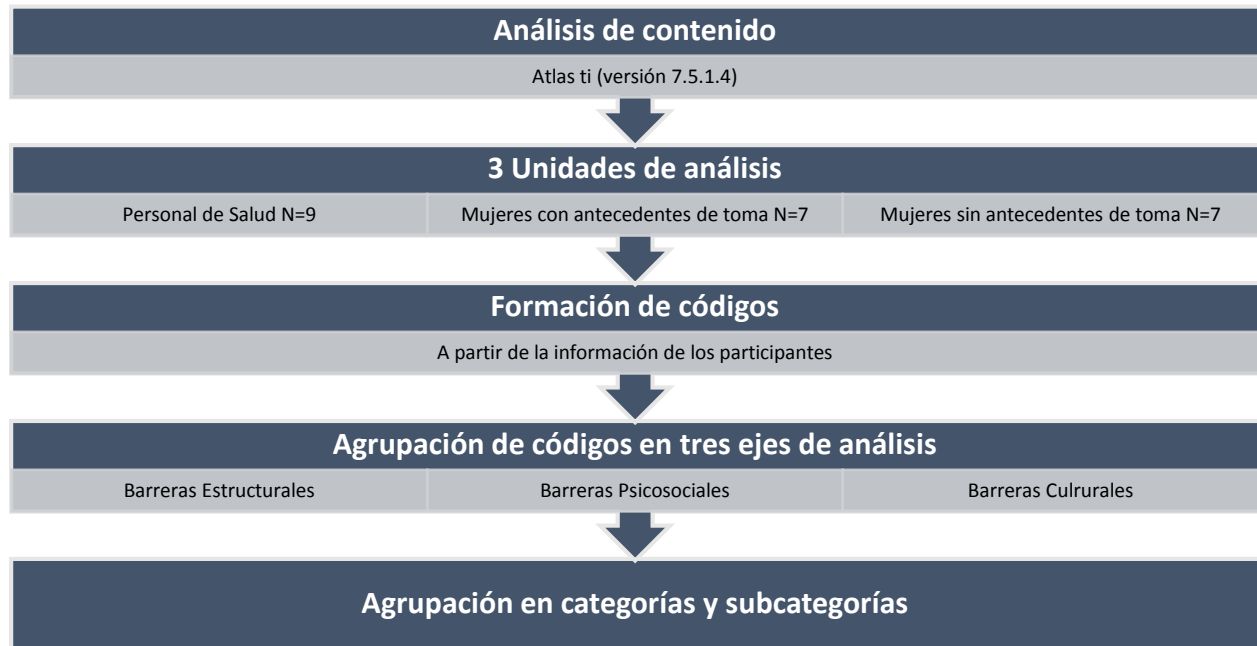 Análisis de contenido
Atlas ti (versión 7.5.1.4)
3 Unidades de análisis
Personal de Salud N=9
Mujeres con antecedentes de toma N=7
Mujeres sin antecedentes de toma N=7
Formación de códigos
A partir de la información de los participantes
Agrupación de códigos en tres ejes de análisis
Barreras Estructurales
Barreras Psicosociales
Barreras Culrurales
Agrupación en categorías y subcategorías